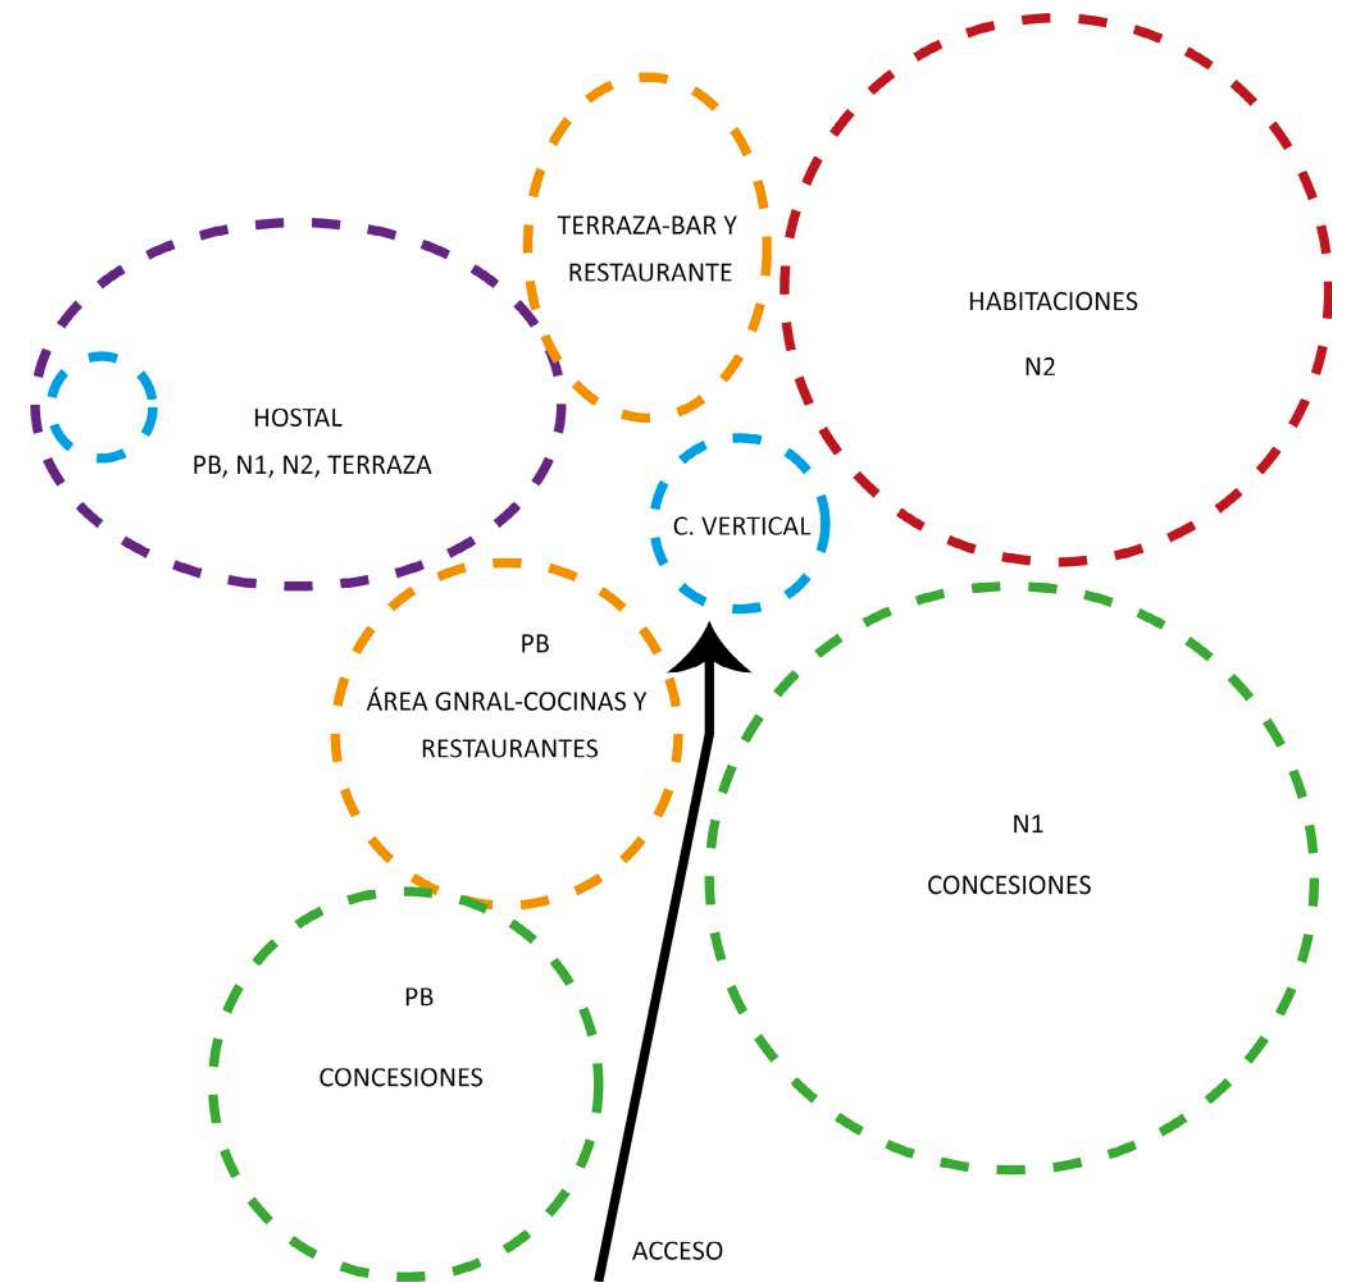 TERRAZA-BAR Y
RESTAURANTE
HABITACIONES
N2
HOSTAL
PB, N1, N2, TERRAZA
C. VERTICAL
PB
ÁREA GNRAL-COCINAS Y
RESTAURANTES
N1
CONCESIONES
PB
CONCESIONES
ACCESO